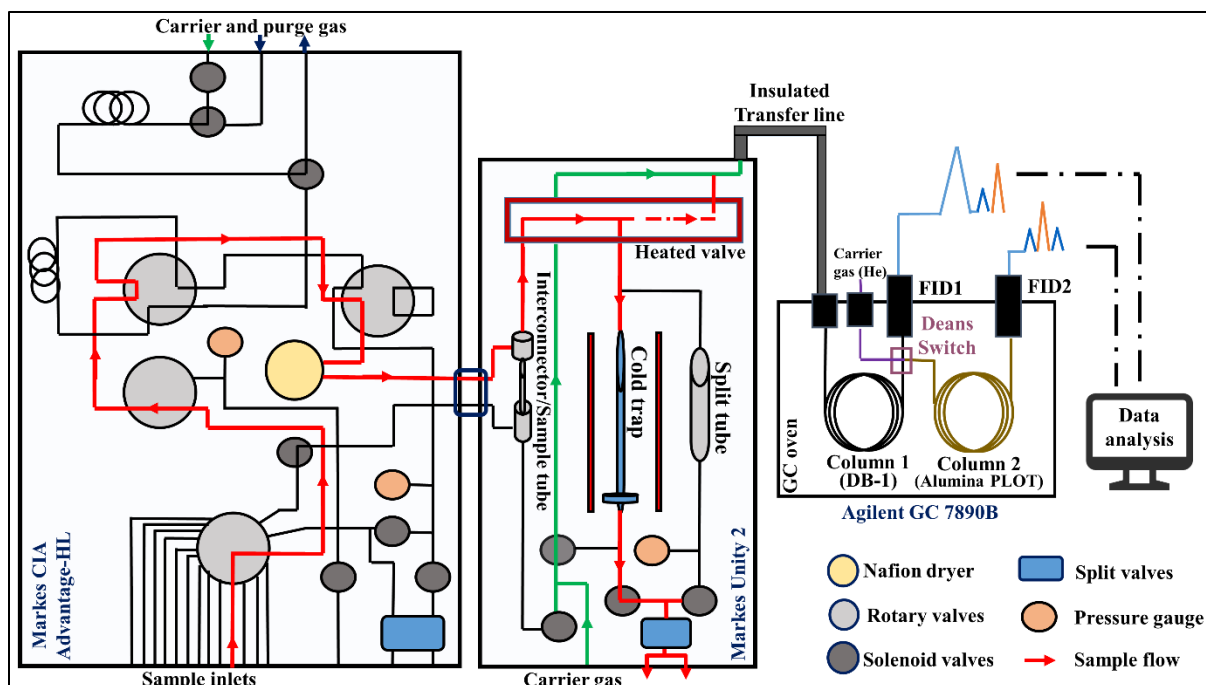 Carrier and purge gas
Markes CIA
Advantage-HL
Sample inlets
Interconnector/Sample tube
Heated valve
Cold trap
Split tube
Carrier gas
Markes Unity 2
Insulated
Transfer line
Carrier
gas (He)
FID1
FID2
Deans
Switch
GC oven
Column 1
(DB-1)
Column 2
(Alumina PLOT)
Agilent GC 7890B
Data
analysis
Nafion dryer
Split valves
Rotary valves
Pressure gauge
Solenoid valves
Sample flow